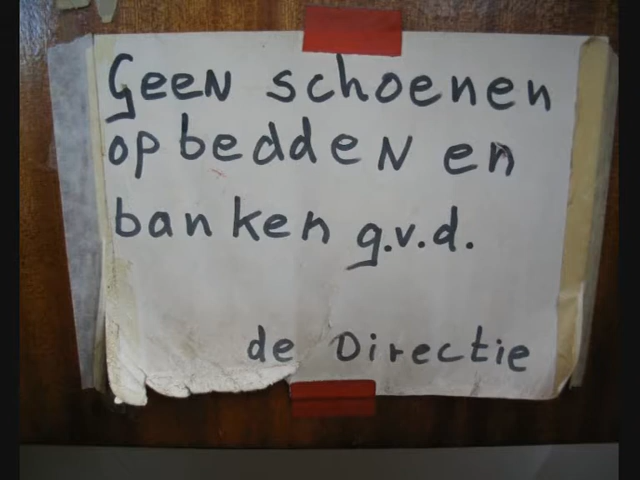 Geen schoenen
op bedden en
banken g.v.d.
de Directie